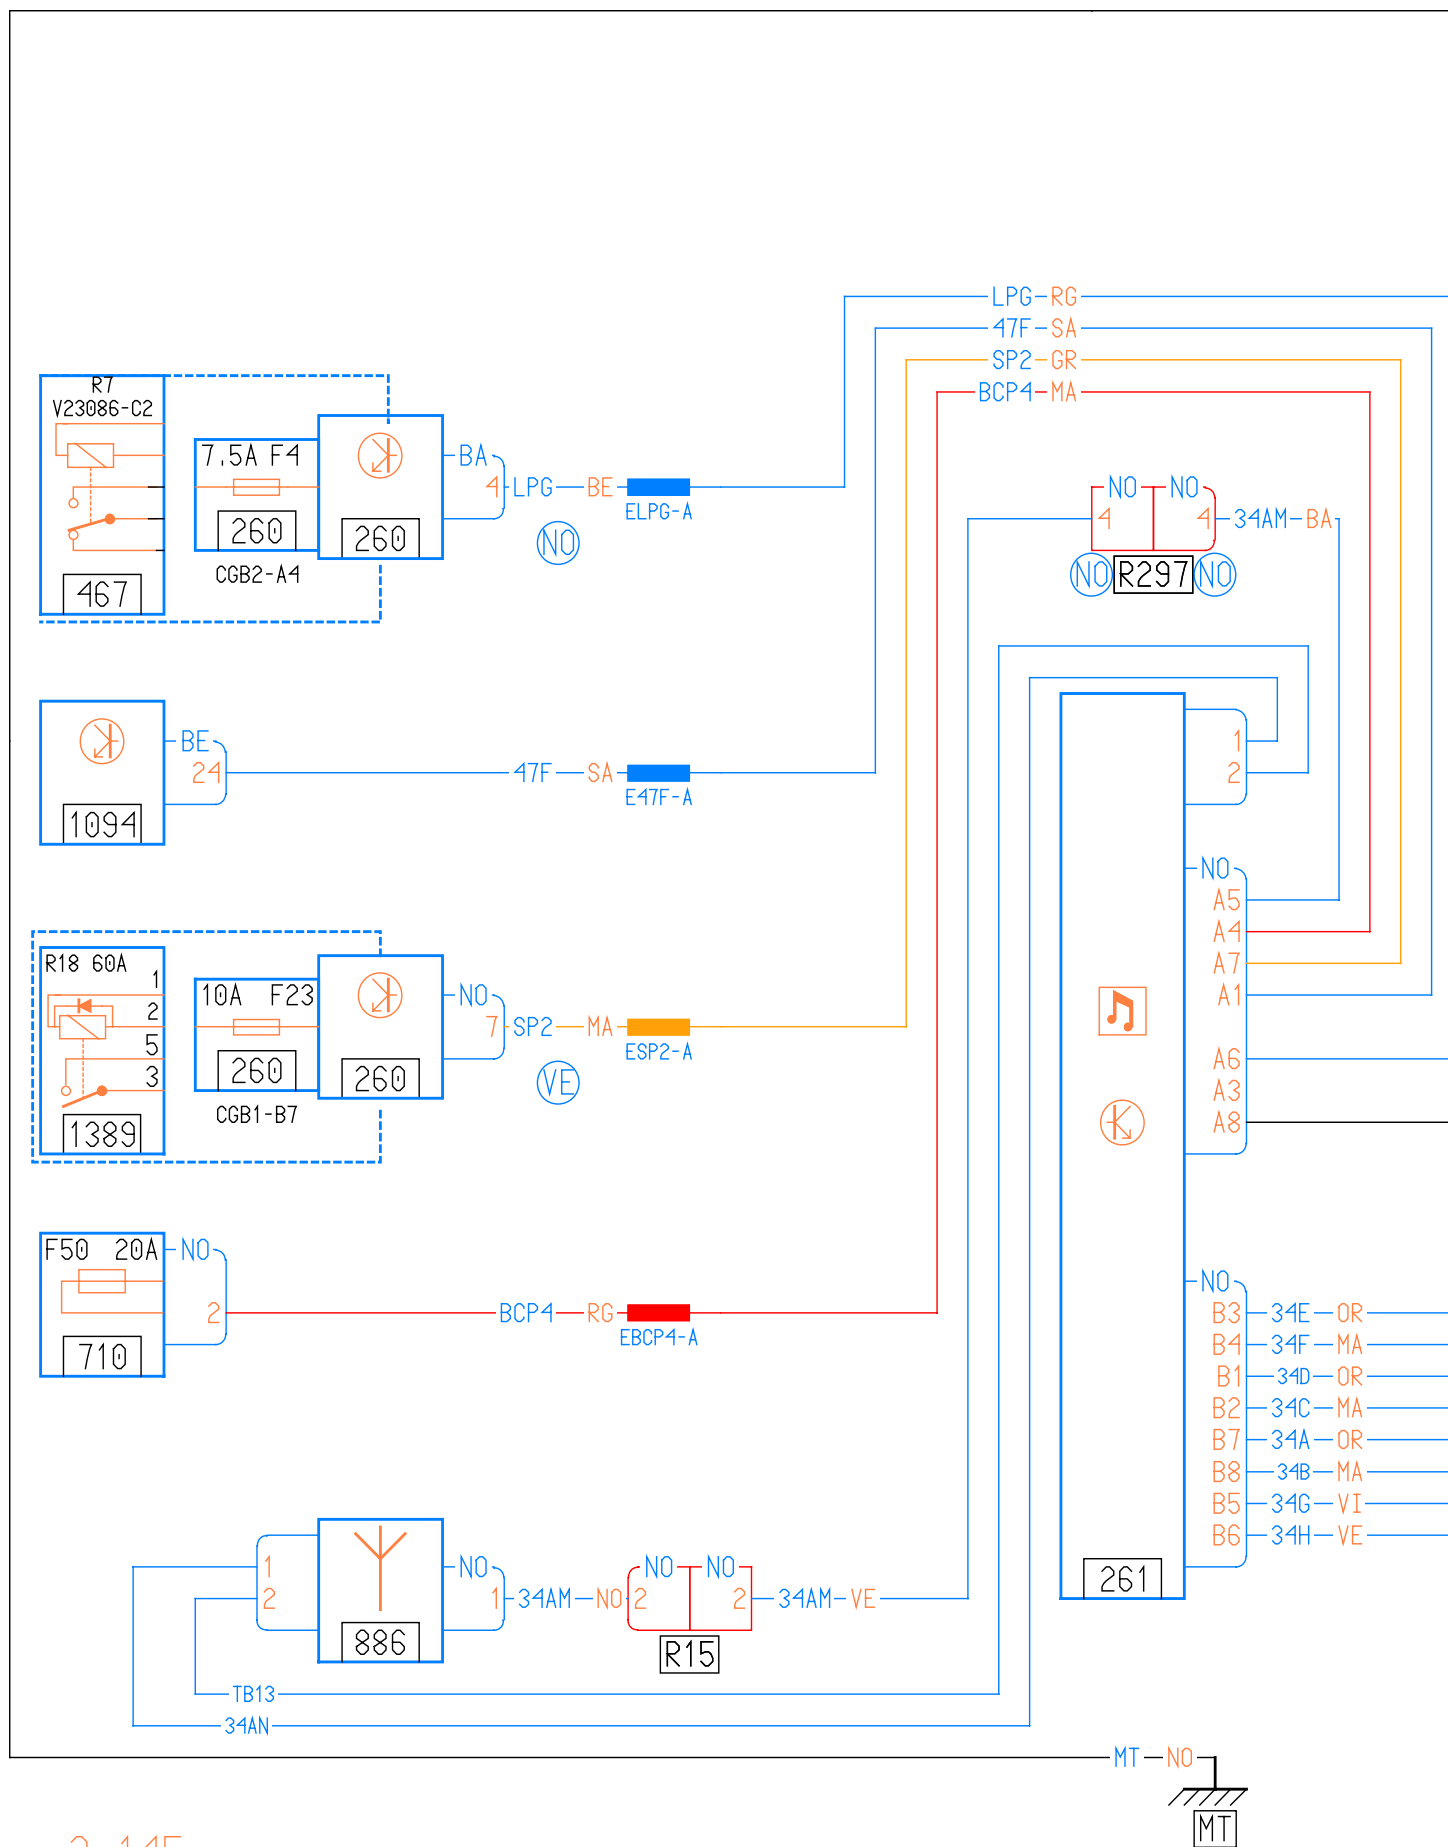 LPG RG
47F SA
SP2 GR
BCP4 MA
R7
V23086-C2
7.5A F4
260
CGB2-A4
467
260
BA
4 LPG BE
ELPG-A
NO
NO NO
4 4 34AM BA
NO R297 NO
BE
24 47F SA
E47F-A
1094
1
2
NO
A5
A4
A7
A1
A6
A3
A8
R18 60A
1
2
5
3
1389
10A F23
260
CGB1-B7
260
NO
7 SP2 MA
ESP2-A
VE
F50 20A NO
2 BCP4 RG
EBCP4-A
710
NO
B3 34E OR
B4 34F MA
B1 34D OR
B2 34C MA
B7 34A OR
B8 34B MA
B5 34G VI
B6 34H VE
261
1
2
886
NO
1 34AM NO
NO NO
2 2 34AM VE
R15
TB13
34AN
MT NO
MT